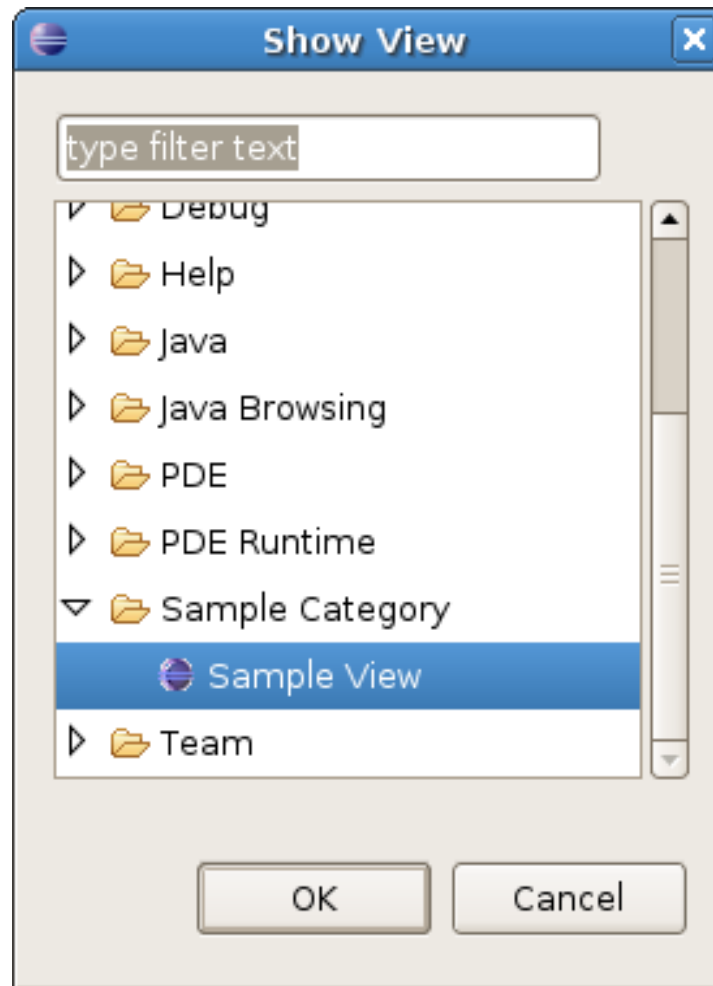 Show View
type filter text
Debug
Help
Java
Java Browsing
PDE
PDE Runtime
Sample Category
Sample View
Team
OK
Cancel